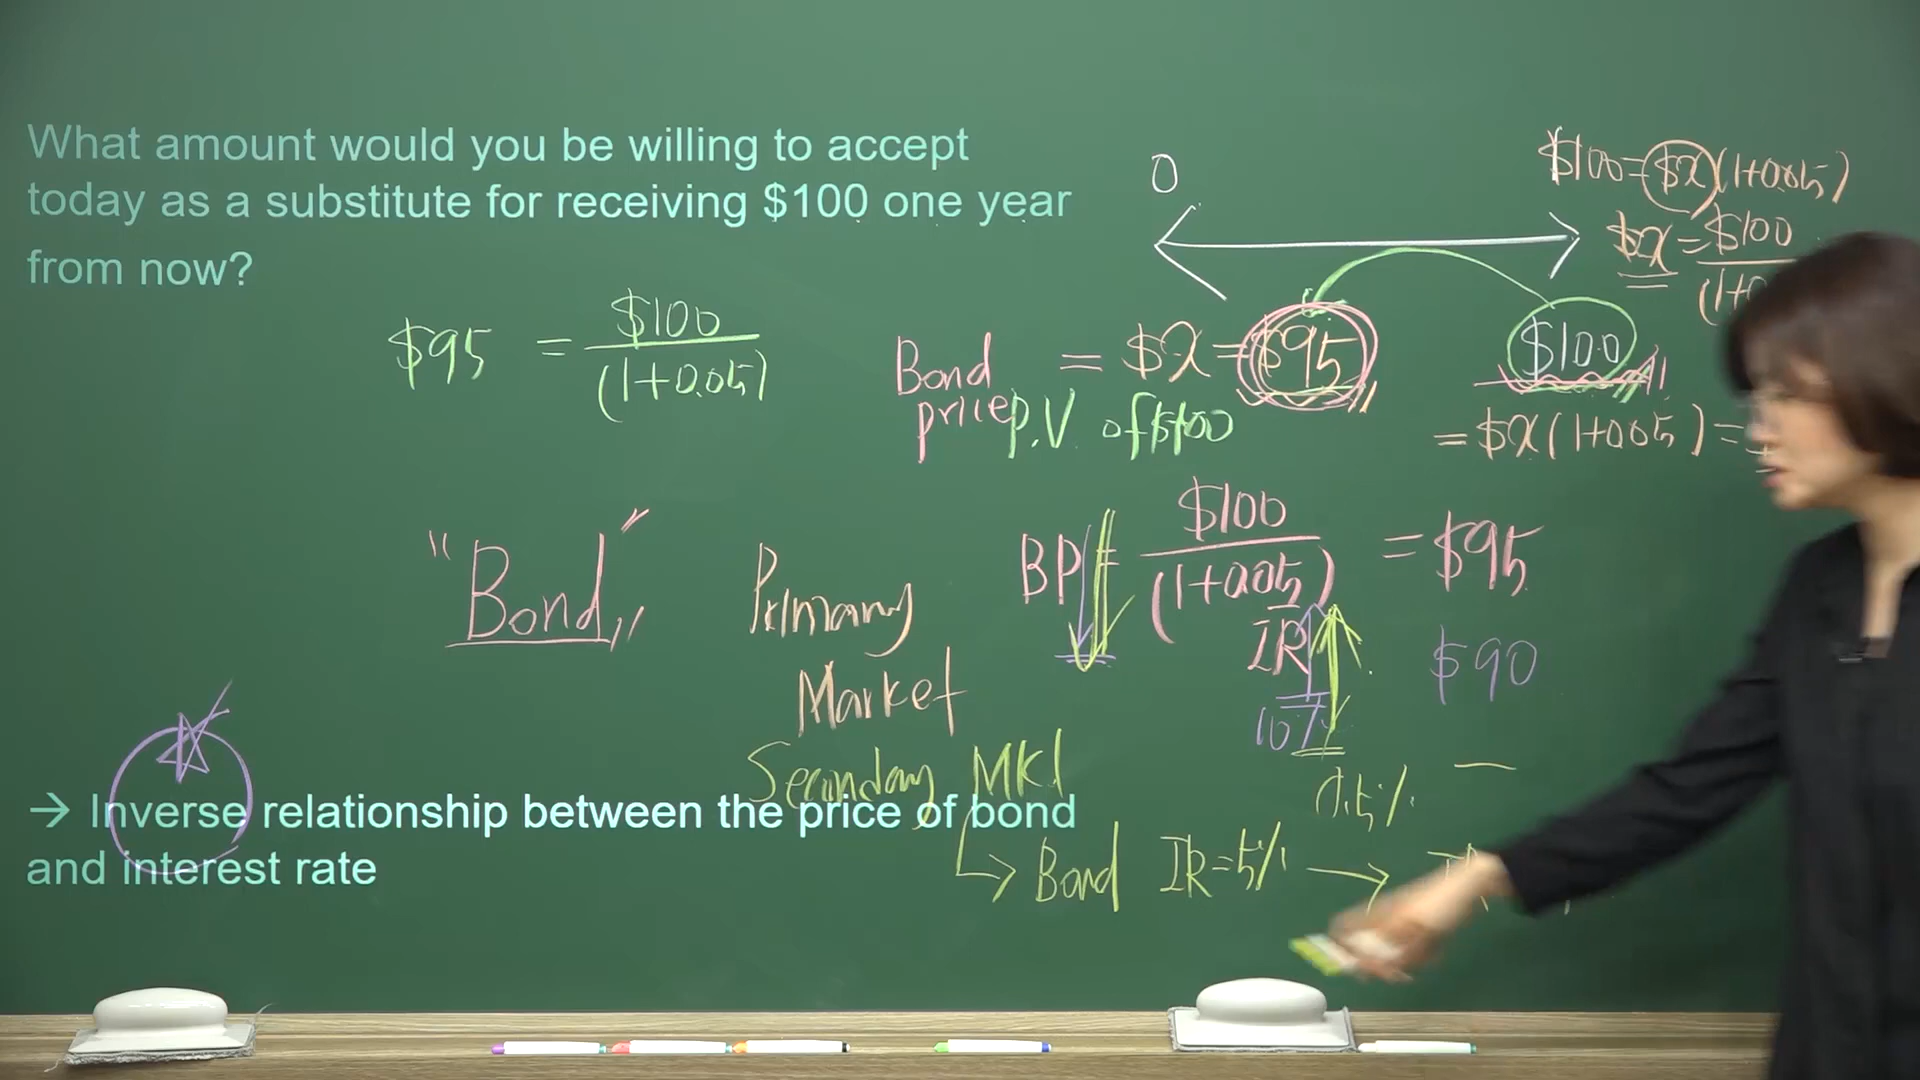 What amount would you be willing to accept
today as a substitute for receiving $100 one year
from now?
0
$100=$x(1+0.05)
$x=$100
(1+0
$95 = $100
(1+0.05)
Bond = $x=$95
price P.V. of $100
$100
=$x(1+0.05)=
"Bond"
Primary
Market
BP= $100 =$95
(1+0.05)
IR
$90
10%
Secondary MKt
→ Inverse relationship between the price of bond
and interest rate
Bond IR=5% →